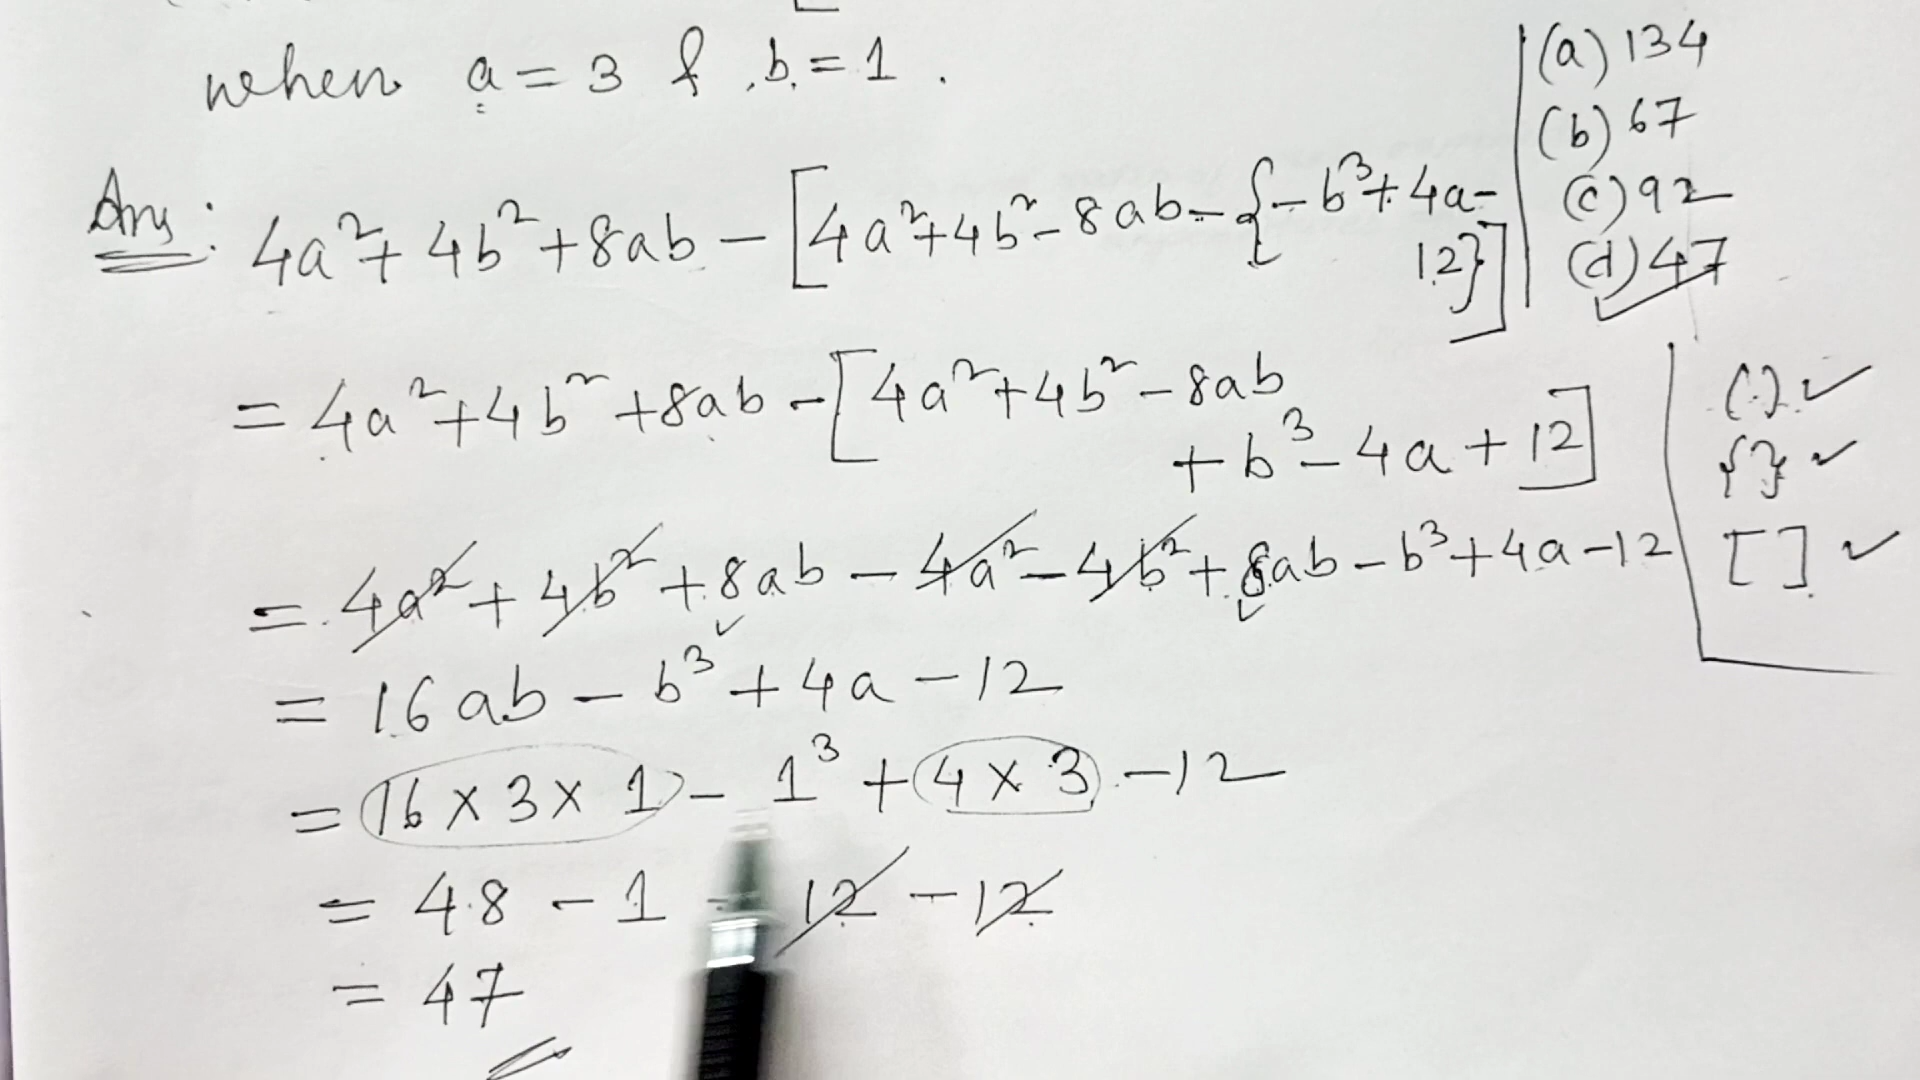 when a = 3 & b = 1 .
(a) 134
(b) 67
(c) 92
(d) 47
Ans: 4a²+ 4b²+8ab - [4a²+4b²-8ab-{-b³+4a-
12}]
= 4a²+4b²+8ab-[4a²+4b²-8ab
+b³-4a+12]
= 4a²+4b²+8ab-4a²-4b²+8ab-b³+4a-12
( ) ✓
{ } ✓
[ ] ✓
= 16ab - b³ + 4a - 12
= 16 × 3 × 1 - 1³ + 4 × 3 - 12
= 48 - 1 12 - 12
= 47